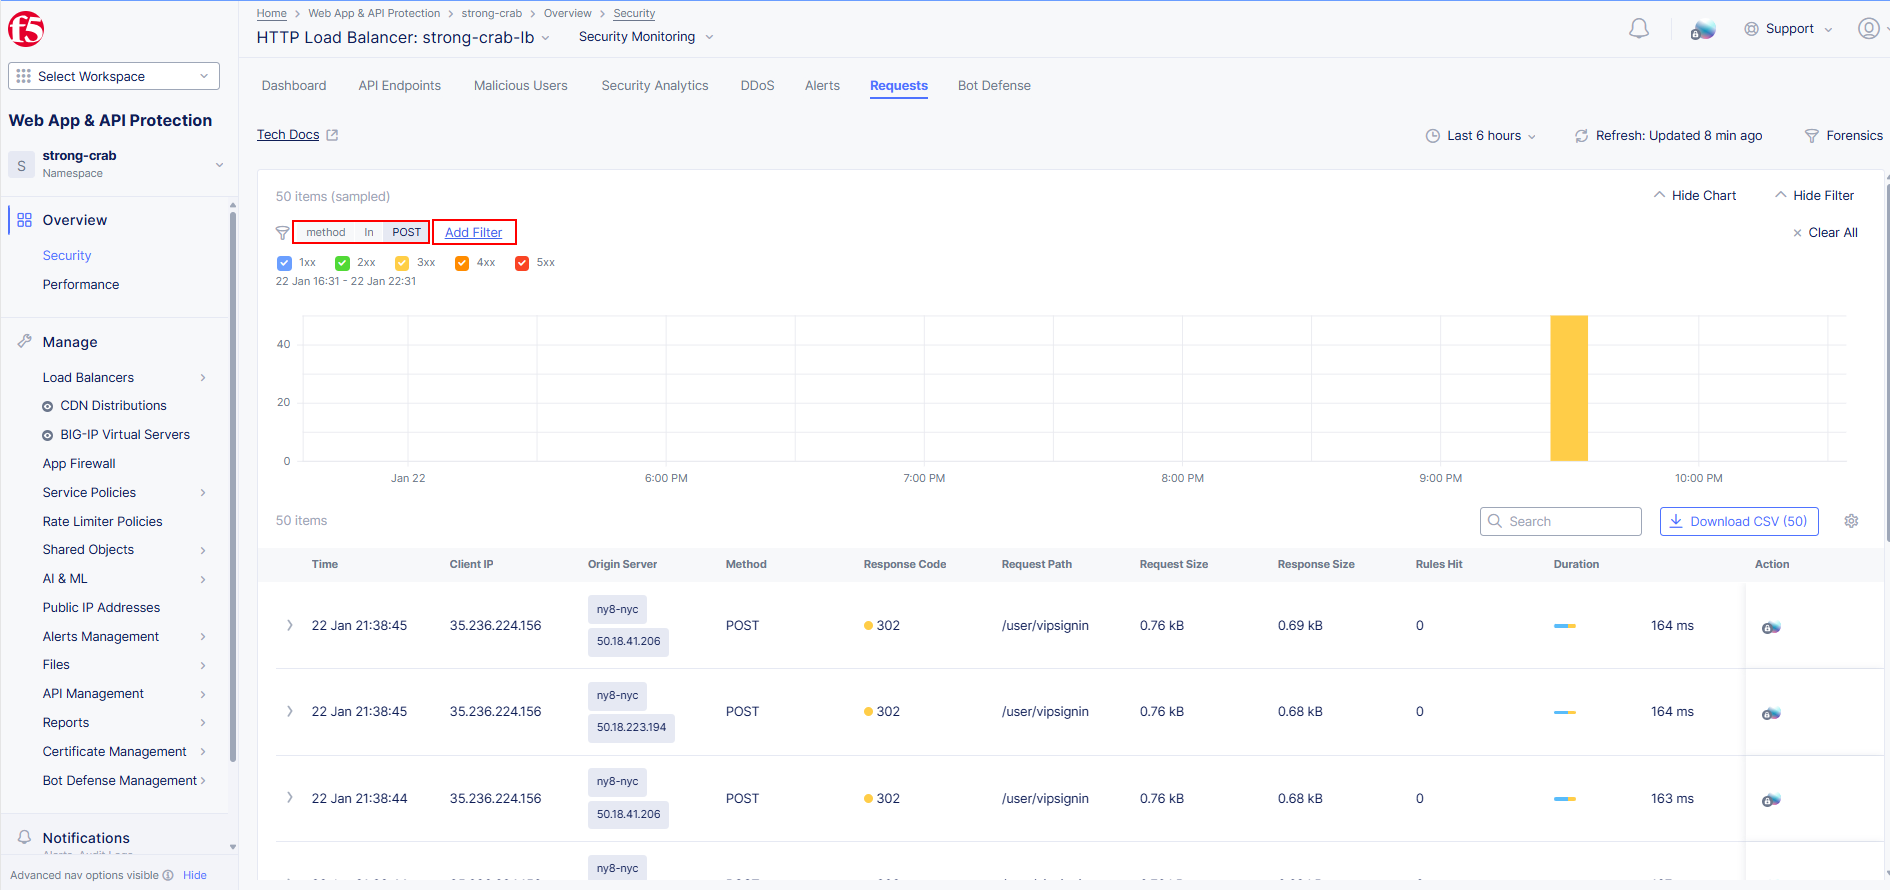 f5
Home > Web App & API Protection > strong-crab > Overview > Security
HTTP Load Balancer: strong-crab-lb
Security Monitoring
Support
Select Workspace
Web App & API Protection
S
strong-crab
Namespace
Overview
Security
Performance
Manage
Load Balancers
CDN Distributions
BIG-IP Virtual Servers
App Firewall
Service Policies
Rate Limiter Policies
Shared Objects
AI & ML
Public IP Addresses
Alerts Management
Files
API Management
Reports
Certificate Management
Bot Defense Management
Notifications
Advanced nav options visible Hide
Dashboard API Endpoints Malicious Users Security Analytics DDoS Alerts Requests Bot Defense
Tech Docs
Last 6 hours
Refresh: Updated 8 min ago
Forensics
50 items (sampled)
Hide Chart
Hide Filter
method In POST
Add Filter
Clear All
1xx 2xx 3xx 4xx 5xx
22 Jan 16:31 - 22 Jan 22:31
40
20
0
Jan 22 6:00 PM 7:00 PM 8:00 PM 9:00 PM 10:00 PM
50 items
Search
Download CSV (50)
Time Client IP Origin Server Method Response Code Request Path Request Size Response Size Rules Hit Duration Action
22 Jan 21:38:45 35.236.224.156 ny8-nyc 50.18.41.206 POST 302 /user/vipsignin 0.76 kB 0.69 kB 0 164 ms
22 Jan 21:38:45 35.236.224.156 ny8-nyc 50.18.223.194 POST 302 /user/vipsignin 0.76 kB 0.68 kB 0 164 ms
22 Jan 21:38:44 35.236.224.156 ny8-nyc 50.18.41.206 POST 302 /user/vipsignin 0.76 kB 0.68 kB 0 163 ms
ny8-nyc